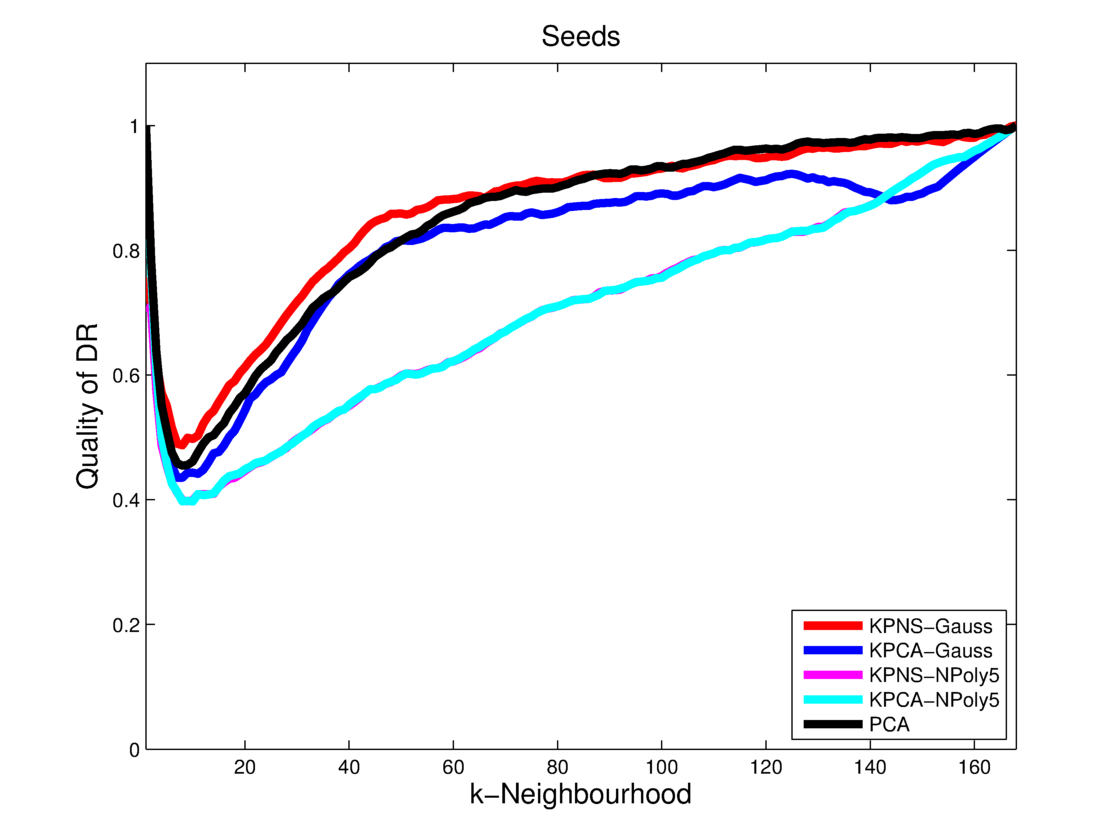 Seeds
Quality of DR
1
0.8
0.6
0.4
0.2
0
20 40 60 80 100 120 140 160
k−Neighbourhood
KPNS−Gauss
KPCA−Gauss
KPNS−NPoly5
KPCA−NPoly5
PCA